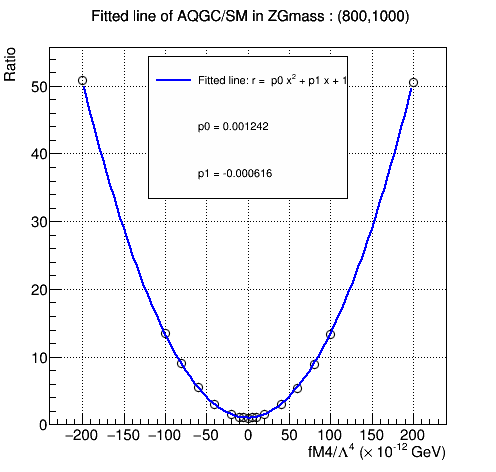 Fitted line of AQGC/SM in ZGmass : (800,1000)
Ratio
Fitted line: r = p0 x² + p1 x + 1
p0 = 0.001242
p1 = -0.000616
50
40
30
20
10
0
−200 −150 −100 −50 0 50 100 150 200
fM4/Λ⁴ (× 10⁻¹² GeV)